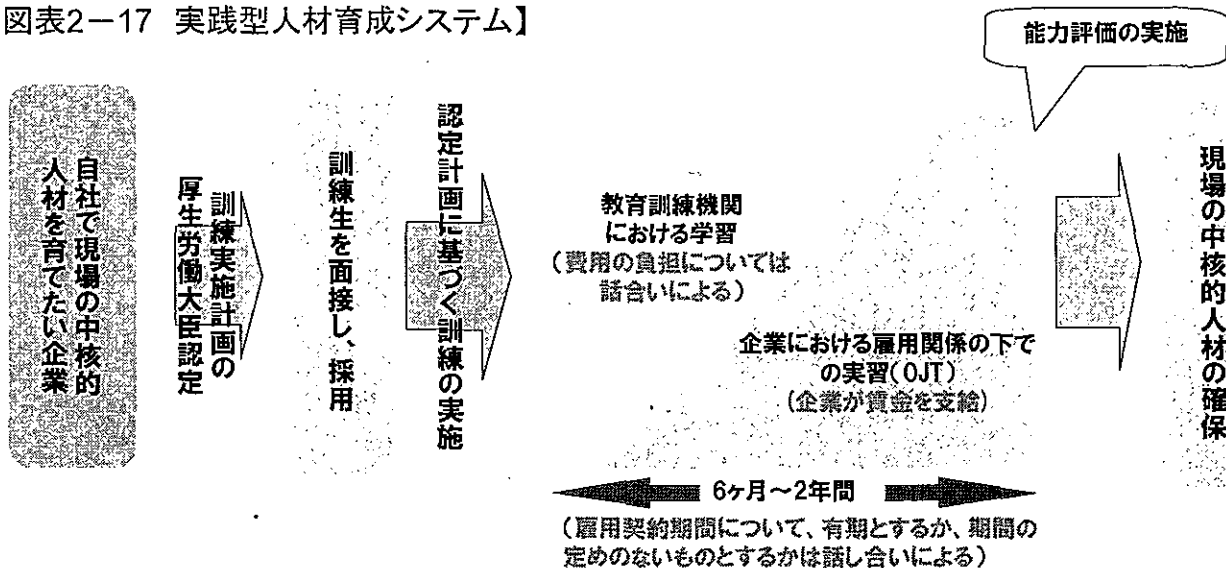 図表2-17 実践型人材育成システム】
能力評価の実施
自社で現場の中核的
人材を育てたい企業
訓練実施計画の
厚生労働大臣認定
訓練生を面接し、採用
認定計画に基づく訓練の実施
教育訓練機関
における学習
(費用の負担については
話合いによる)
企業における雇用関係の下で
の実習(OJT)
(企業が賃金を支給)
現場の中核的人材の確保
6ヶ月~2年間
(雇用契約期間について、有期とするか、期間の
定めのないものとするかは話し合いによる)